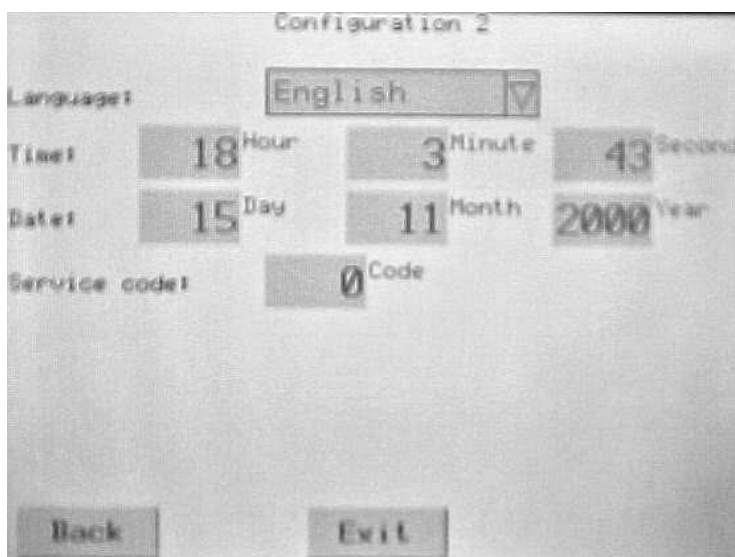 Configuration 2
Language: English
Time: 18 Hour 3 Minute 43 Second
Date: 15 Day 11 Month 2000 Year
Service code: 0 Code
Back Exit